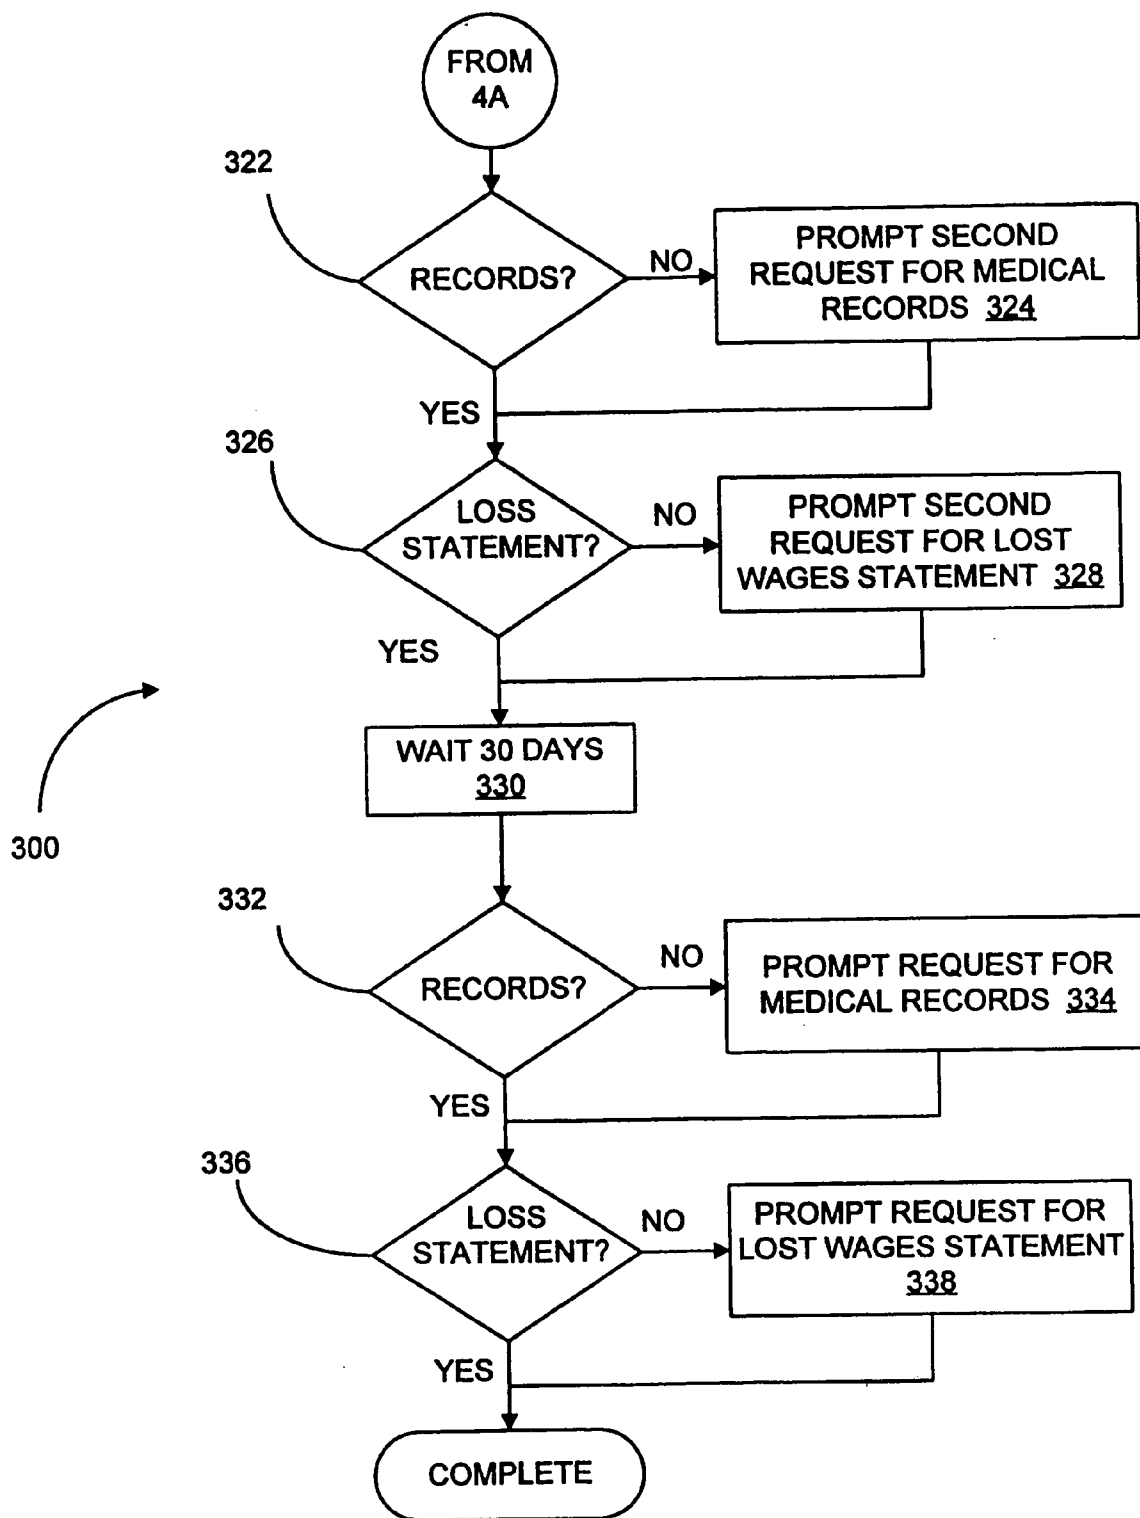 FROM
4A
322
RECORDS?
NO
PROMPT SECOND
REQUEST FOR MEDICAL
RECORDS 324
YES
326
LOSS
STATEMENT?
NO
PROMPT SECOND
REQUEST FOR LOST
WAGES STATEMENT 328
YES
WAIT 30 DAYS
330
300
332
RECORDS?
NO
PROMPT REQUEST FOR
MEDICAL RECORDS 334
YES
336
LOSS
STATEMENT?
NO
PROMPT REQUEST FOR
LOST WAGES STATEMENT
338
YES
COMPLETE